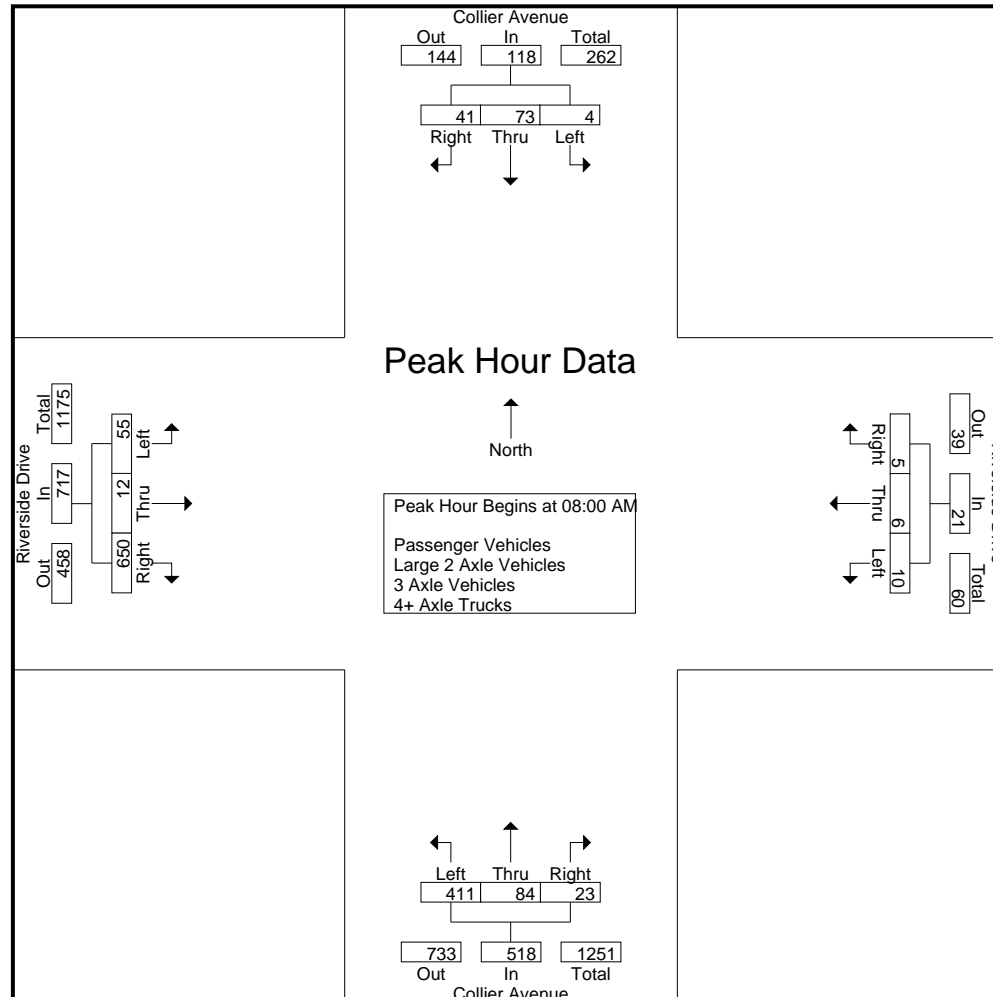 Collier Avenue
Out In Total
144 118 262
41 73 4
Right Thru Left
Peak Hour Data
North
Peak Hour Begins at 08:00 AM
Passenger Vehicles
Large 2 Axle Vehicles
3 Axle Vehicles
4+ Axle Trucks
Riverside Drive
Out In Total
458 717 1175
650 12 55
Right Thru Left
Out In Total
39 21 60
5 6 10
Right Thru Left
Left Thru Right
411 84 23
733 518 1251
Out In Total
Collier Avenue